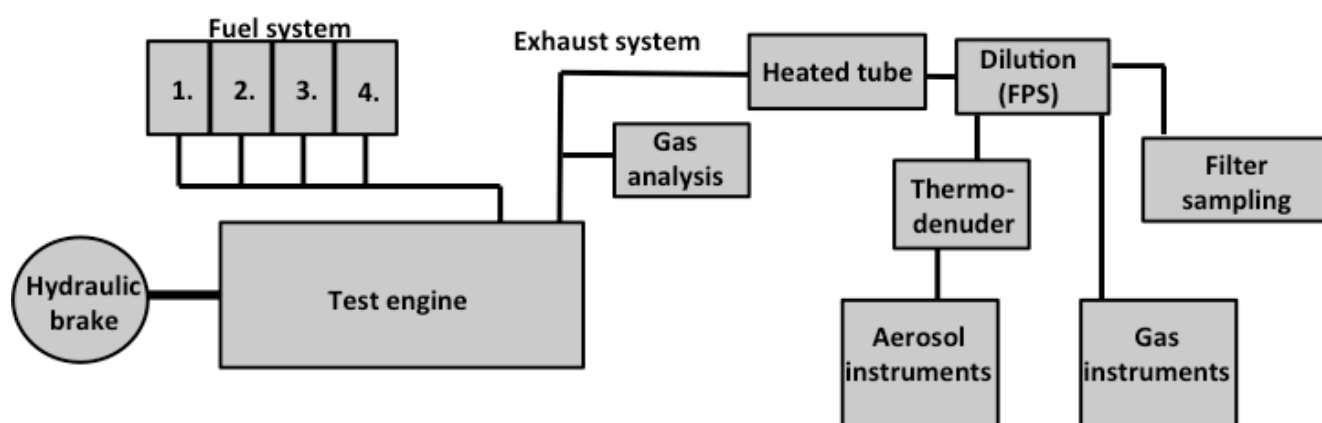 Fuel system
1.
2.
3.
4.
Exhaust system
Heated tube
Dilution
(FPS)
Gas
analysis
Filter
sampling
Thermo-
denuder
Hydraulic
brake
Test engine
Aerosol
instruments
Gas
instruments